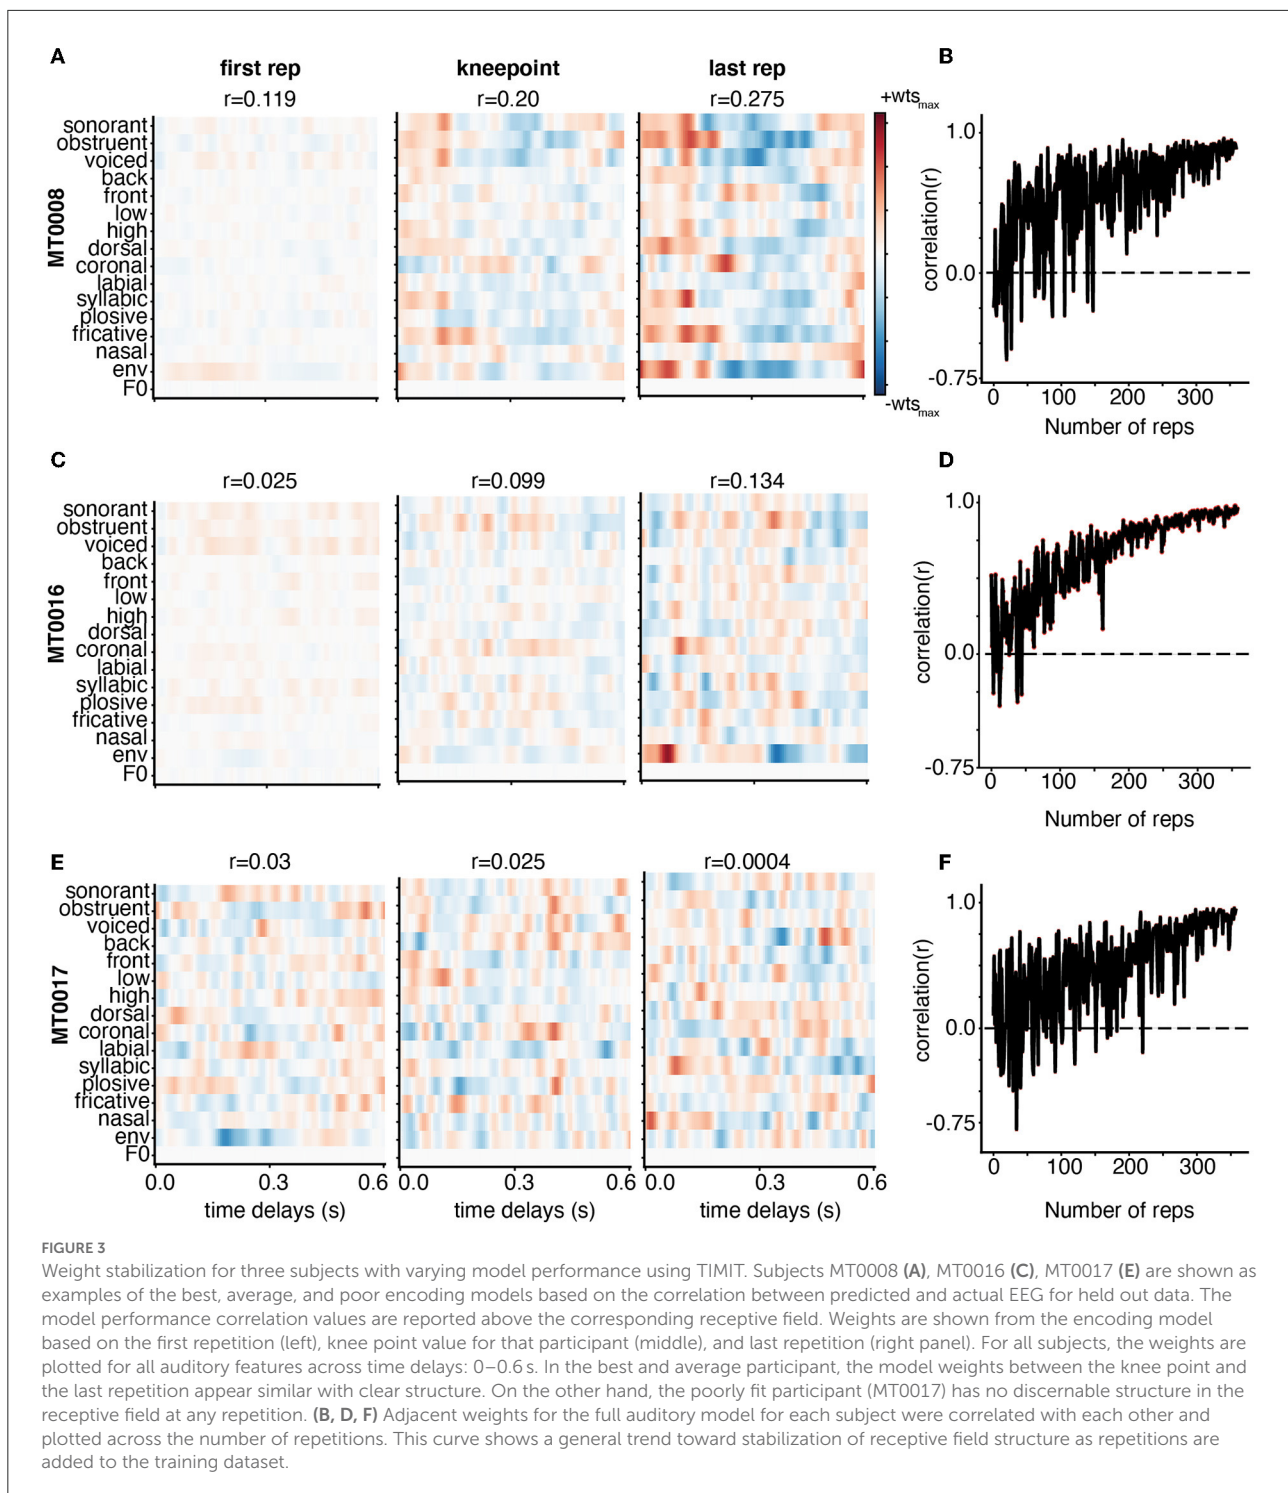 A
first rep
kneepoint
last rep
B
r=0.119
r=0.20
r=0.275
+wtsmax
-wtsmax
MT0008
sonorant
obstruent
voiced
back
front
low
high
dorsal
coronal
labial
syllabic
plosive
fricative
nasal
env
F0
correlation(r)
1.0
0.0
-0.75
0 100 200 300
Number of reps
C
D
r=0.025
r=0.099
r=0.134
MT0016
sonorant
obstruent
voiced
back
front
low
high
dorsal
coronal
labial
syllabic
plosive
fricative
nasal
env
F0
correlation(r)
1.0
0.0
-0.75
0 100 200 300
Number of reps
E
F
r=0.03
r=0.025
r=0.0004
MT0017
sonorant
obstruent
voiced
back
front
low
high
dorsal
coronal
labial
syllabic
plosive
fricative
nasal
env
F0
0.0 0.3 0.6 0.0 0.3 0.6 0.0 0.3 0.6
time delays (s)
time delays (s)
time delays (s)
correlation(r)
1.0
0.0
-0.75
0 100 200 300
Number of reps
FIGURE 3
Weight stabilization for three subjects with varying model performance using TIMIT. Subjects MT0008 (A), MT0016 (C), MT0017 (E) are shown as
examples of the best, average, and poor encoding models based on the correlation between predicted and actual EEG for held out data. The
model performance correlation values are reported above the corresponding receptive field. Weights are shown from the encoding model
based on the first repetition (left), knee point value for that participant (middle), and last repetition (right panel). For all subjects, the weights are
plotted for all auditory features across time delays: 0–0.6 s. In the best and average participant, the model weights between the knee point and
the last repetition appear similar with clear structure. On the other hand, the poorly fit participant (MT0017) has no discernable structure in the
receptive field at any repetition. (B, D, F) Adjacent weights for the full auditory model for each subject were correlated with each other and
plotted across the number of repetitions. This curve shows a general trend toward stabilization of receptive field structure as repetitions are
added to the training dataset.